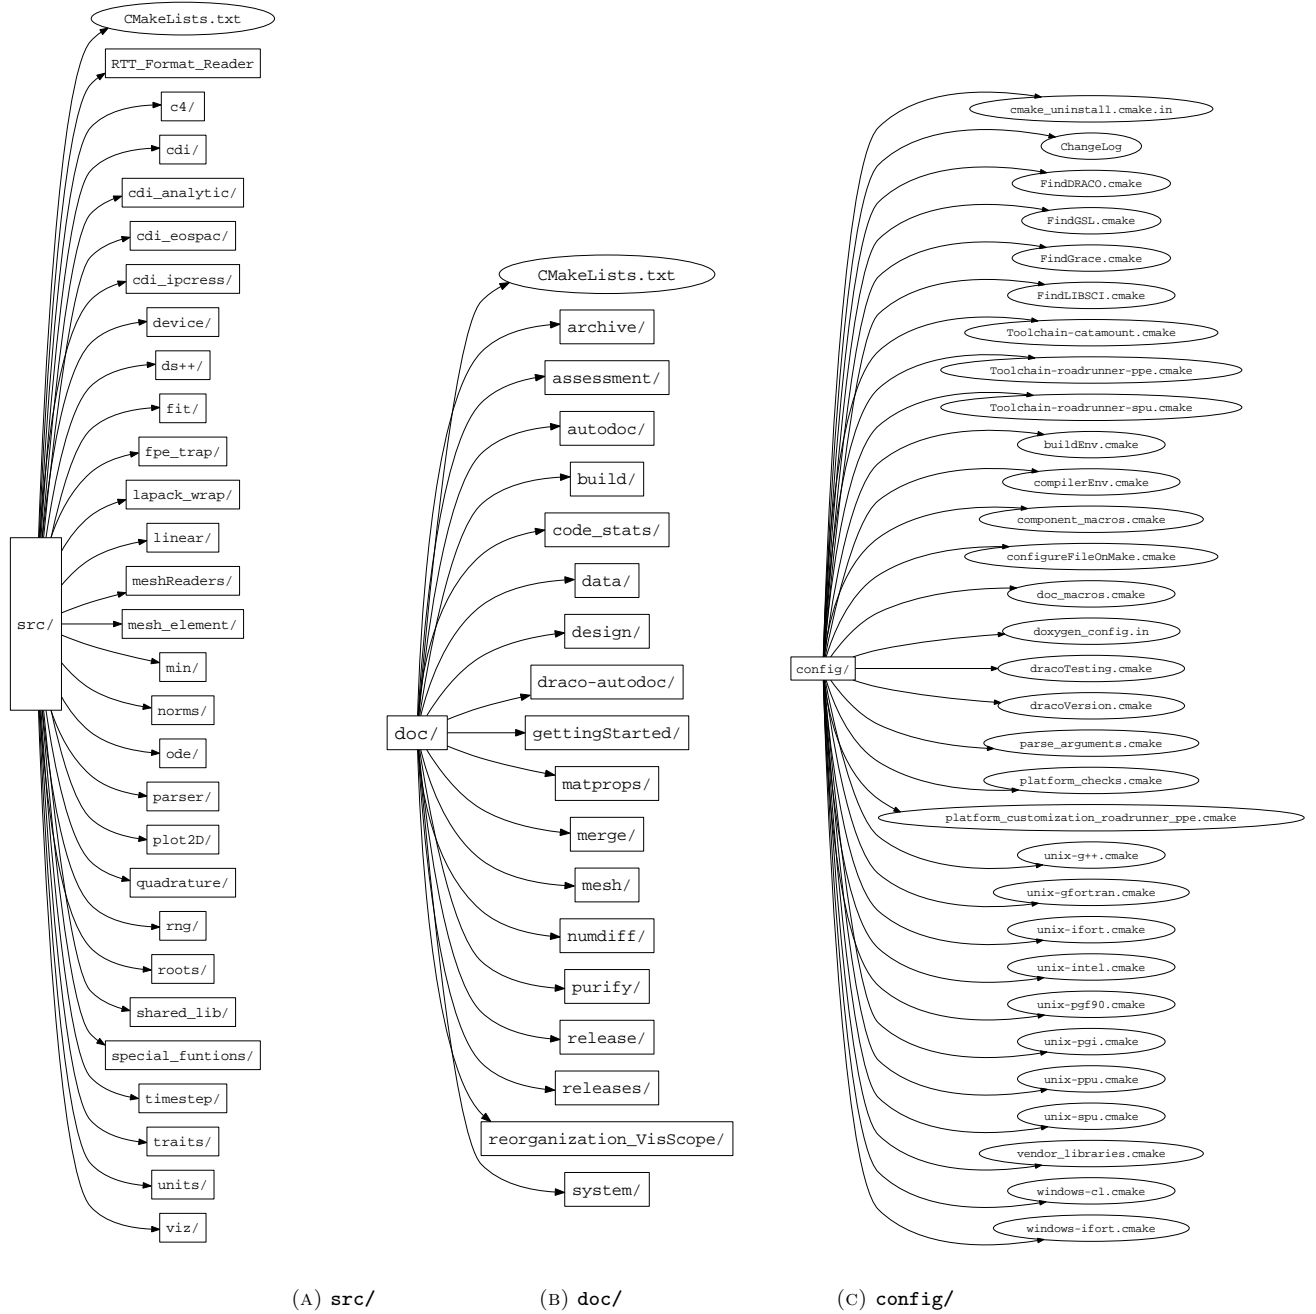 CMakeLists.txt
RTT_Format_Reader
c4/
cdi/
cdi_analytic/
cdi_eospac/
cdi_ipcress/
device/
ds++/
fit/
fpe_trap/
lapack_wrap/
linear/
meshReaders/
src/
mesh_element/
min/
norms/
ode/
parser/
plot2D/
quadrature/
rng/
roots/
shared_lib/
special_funtions/
timestep/
traits/
units/
viz/
CMakeLists.txt
archive/
assessment/
autodoc/
build/
code_stats/
data/
design/
draco-autodoc/
doc/
gettingStarted/
matprops/
merge/
mesh/
numdiff/
purify/
release/
releases/
reorganization_VisScope/
system/
cmake_uninstall.cmake.in
ChangeLog
FindDRACO.cmake
FindGSL.cmake
FindGrace.cmake
FindLIBSCI.cmake
Toolchain-catamount.cmake
Toolchain-roadrunner-ppe.cmake
Toolchain-roadrunner-spu.cmake
buildEnv.cmake
compilerEnv.cmake
component_macros.cmake
configureFileOnMake.cmake
doc_macros.cmake
doxygen_config.in
config/
dracoTesting.cmake
dracoVersion.cmake
parse_arguments.cmake
platform_checks.cmake
platform_customization_roadrunner_ppe.cmake
unix-g++.cmake
unix-gfortran.cmake
unix-ifort.cmake
unix-intel.cmake
unix-pgf90.cmake
unix-pgi.cmake
unix-ppu.cmake
unix-spu.cmake
vendor_libraries.cmake
windows-cl.cmake
windows-ifort.cmake
(A) src/
(B) doc/
(C) config/